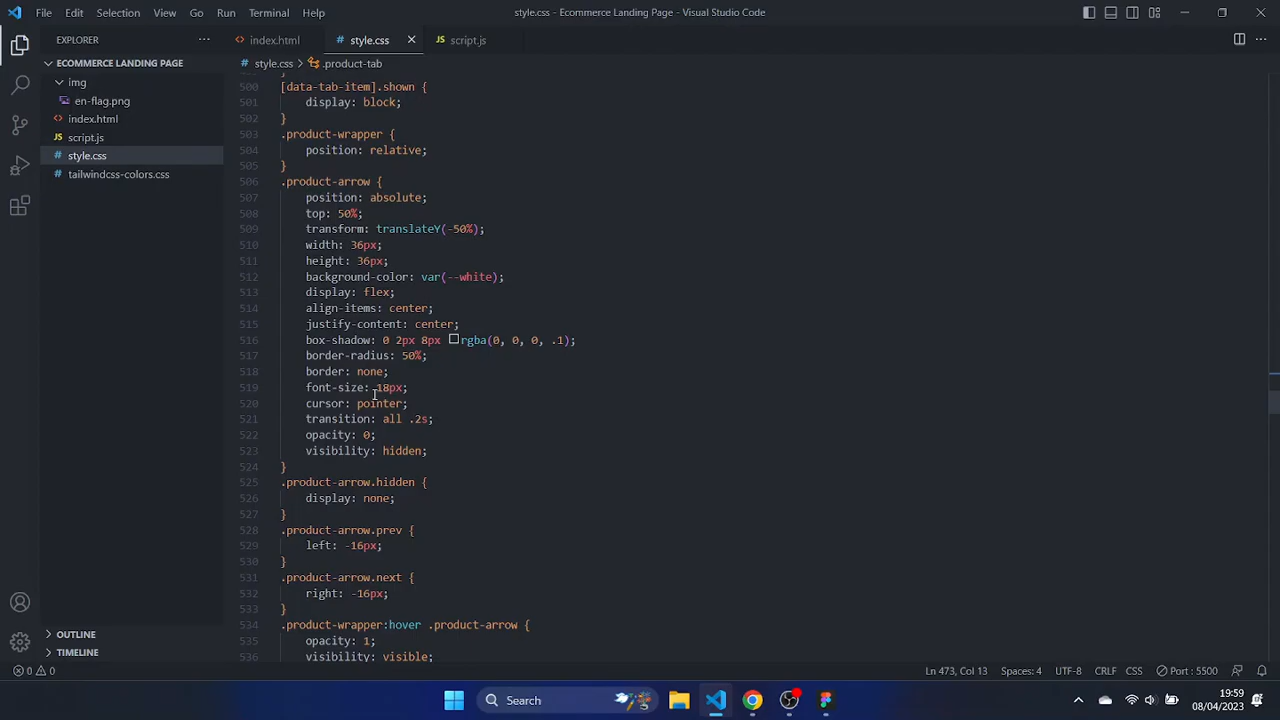 File Edit Selection View Go Run Terminal Help
style.css - Ecommerce Landing Page - Visual Studio Code
EXPLORER
ECOMMERCE LANDING PAGE
img
en-flag.png
index.html
script.js
style.css
tailwindcss-colors.css
OUTLINE
TIMELINE
index.html
style.css
script.js
style.css > .product-tab
500 [data-tab-item].shown {
501 display: block;
502 }
503 .product-wrapper {
504 position: relative;
505 }
506 .product-arrow {
507 position: absolute;
508 top: 50%;
509 transform: translateY(-50%);
510 width: 36px;
511 height: 36px;
512 background-color: var(--white);
513 display: flex;
514 align-items: center;
515 justify-content: center;
516 box-shadow: 0 2px 8px rgba(0, 0, 0, .1);
517 border-radius: 50%;
518 border: none;
519 font-size: 18px;
520 cursor: pointer;
521 transition: all .2s;
522 opacity: 0;
523 visibility: hidden;
524 }
525 .product-arrow.hidden {
526 display: none;
527 }
528 .product-arrow.prev {
529 left: -16px;
530 }
531 .product-arrow.next {
532 right: -16px;
533 }
534 .product-wrapper:hover .product-arrow {
535 opacity: 1;
536 visibility: visible;
0 0
Ln 473, Col 13 Spaces: 4 UTF-8 CRLF CSS Port : 5500
Search
19:59
08/04/2023